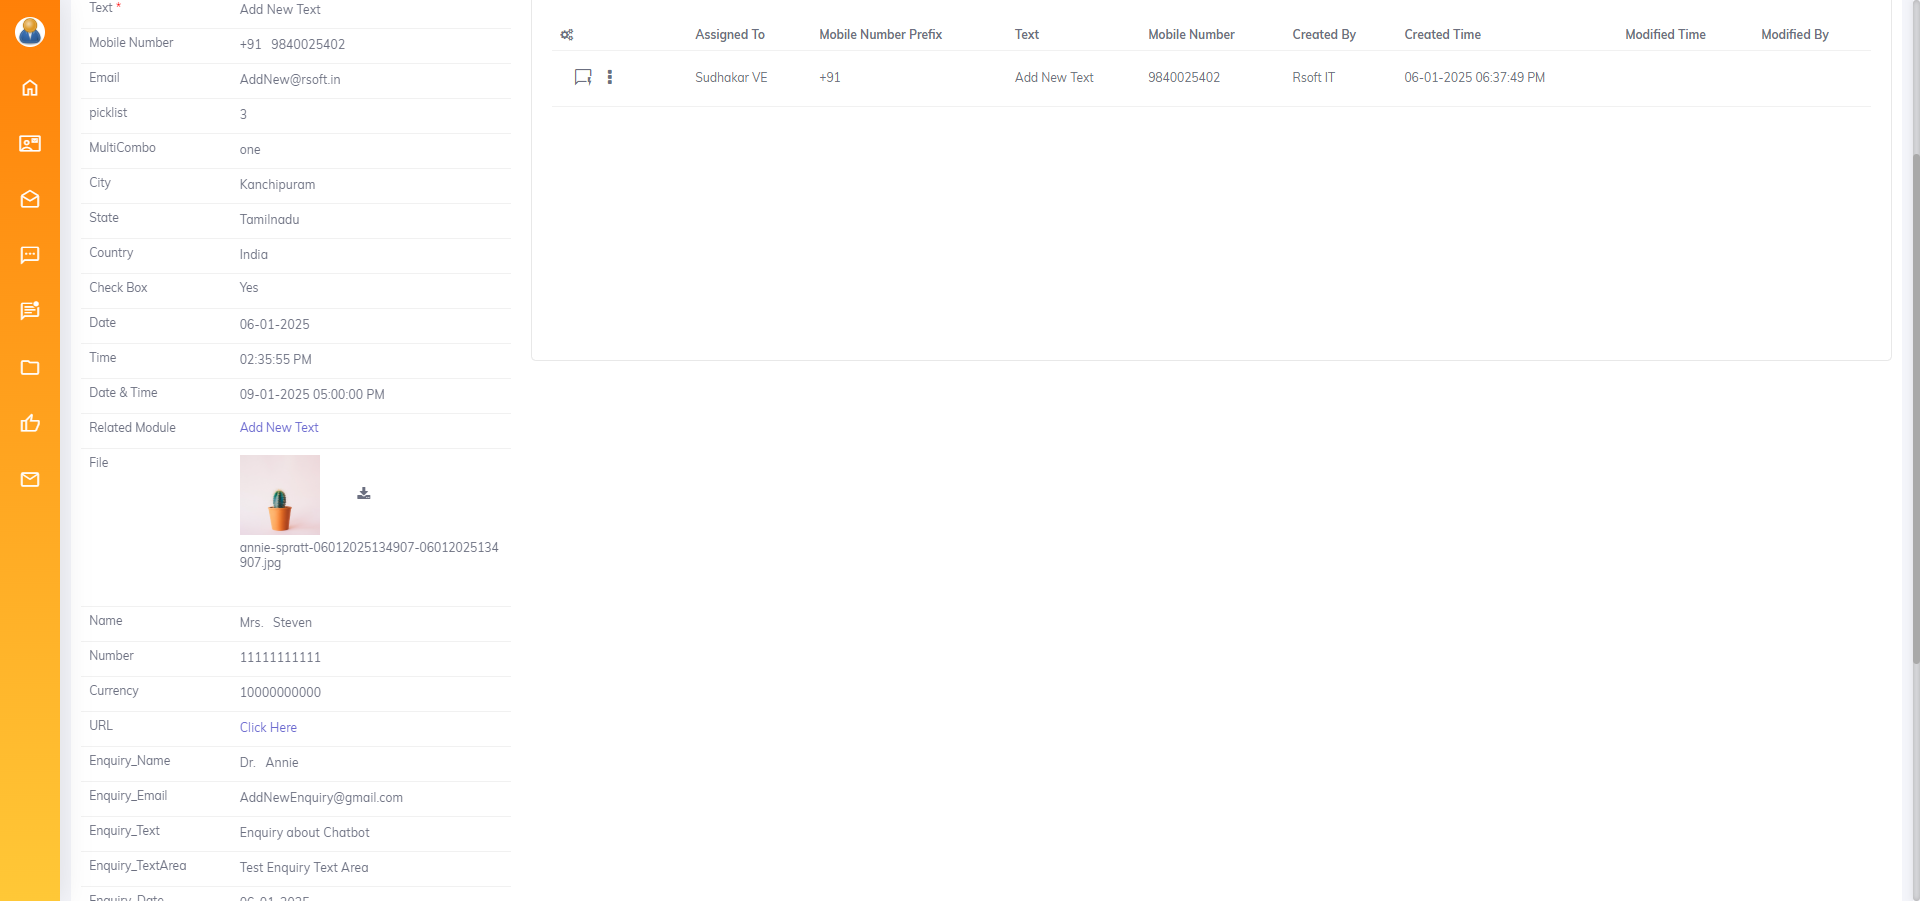 Text * Add New Text
Mobile Number +91 9840025402
Email AddNew@rsoft.in
picklist 3
MultiCombo one
City Kanchipuram
State Tamilnadu
Country India
Check Box Yes
Date 06-01-2025
Time 02:35:55 PM
Date & Time 09-01-2025 05:00:00 PM
Related Module Add New Text
File
annie-spratt-06012025134907-06012025134
907.jpg
Name Mrs. Steven
Number 11111111111
Currency 10000000000
URL Click Here
Enquiry_Name Dr. Annie
Enquiry_Email AddNewEnquiry@gmail.com
Enquiry_Text Enquiry about Chatbot
Enquiry_TextArea Test Enquiry Text Area
Enquiry_Date 06-01-2025
Assigned To Mobile Number Prefix Text Mobile Number Created By Created Time Modified Time Modified By
Sudhakar VE +91 Add New Text 9840025402 Rsoft IT 06-01-2025 06:37:49 PM